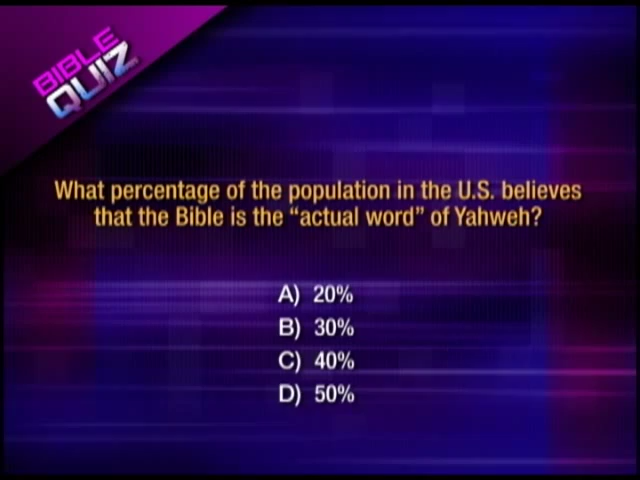 BIBLE
QUIZ
What percentage of the population in the U.S. believes
that the Bible is the “actual word” of Yahweh?
A) 20%
B) 30%
C) 40%
D) 50%